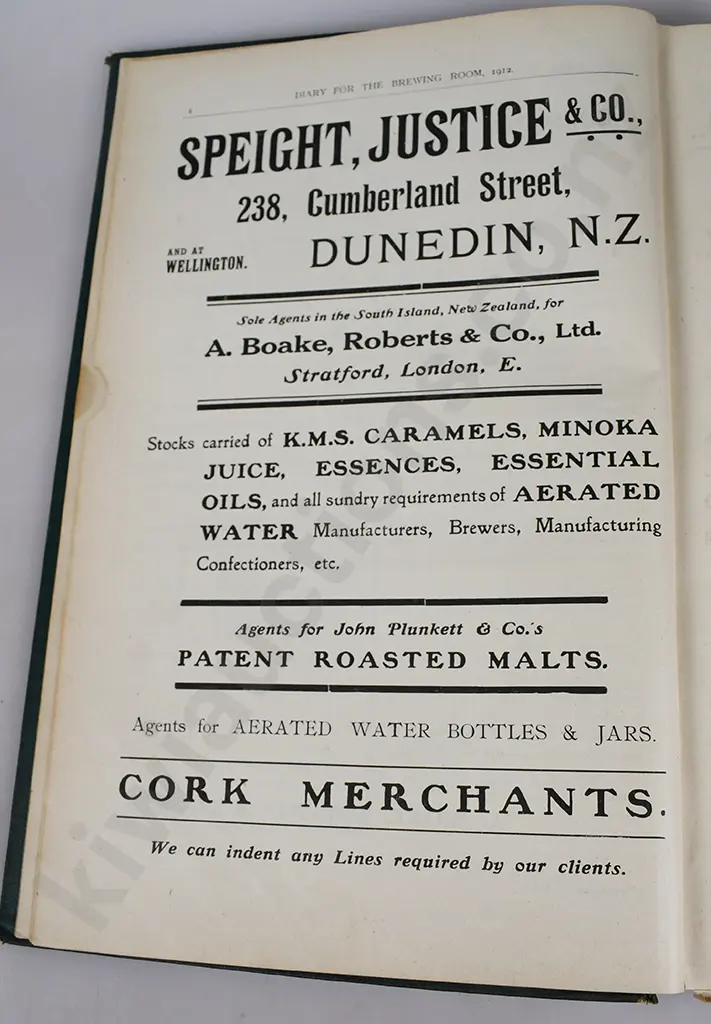 DIARY FOR THE BREWING ROOM, 1912.
SPEIGHT, JUSTICE & CO.,
238, Cumberland Street,
AND AT
WELLINGTON.
DUNEDIN, N.Z.
Sole Agents in the South Island, New Zealand, for
A. Boake, Roberts & Co., Ltd.
Stratford, London, E.
Stocks carried of K.M.S. CARAMELS, MINOKA
JUICE, ESSENCES, ESSENTIAL
OILS, and all sundry requirements of AERATED
WATER Manufacturers, Brewers, Manufacturing
Confectioners, etc.
Agents for John Plunkett & Co.'s
PATENT ROASTED MALTS.
Agents for AERATED WATER BOTTLES & JARS.
CORK MERCHANTS.
We can indent any Lines required by our clients.